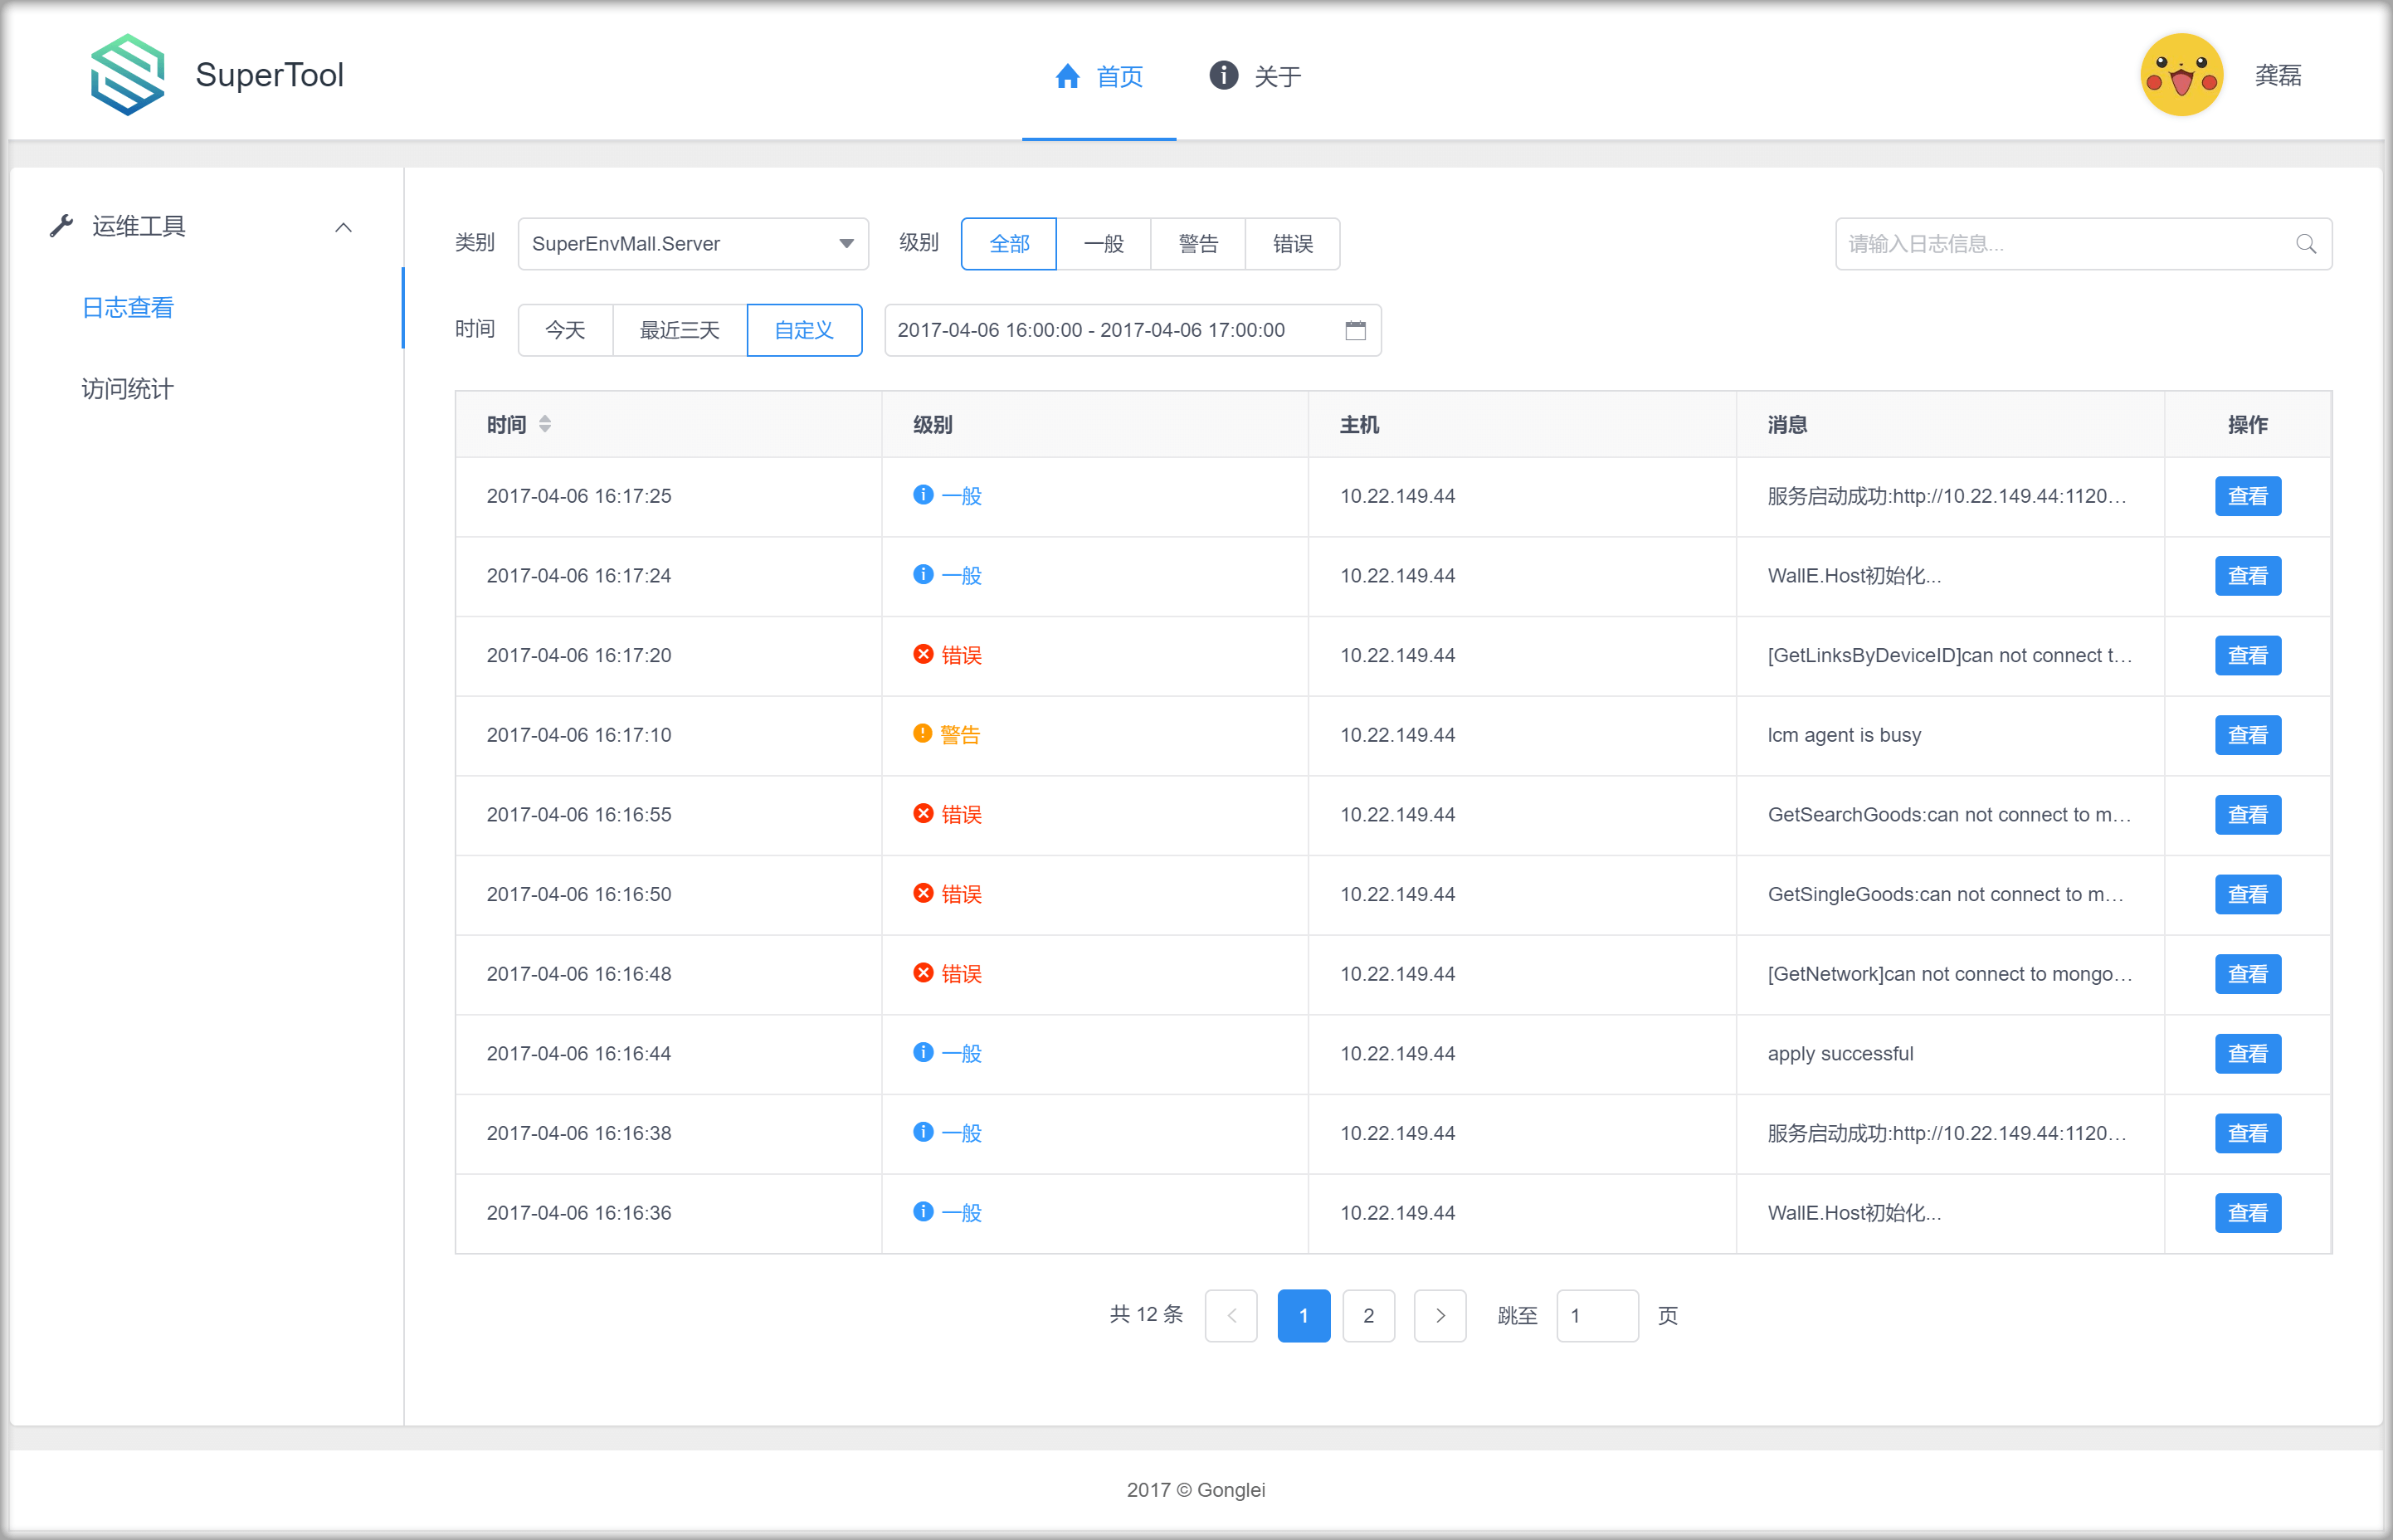 SuperTool
首页
关于
龚磊
运维工具
日志查看
访问统计
类别 SuperEnvMall.Server 级别 全部 一般 警告 错误 请输入日志信息...
时间 今天 最近三天 自定义 2017-04-06 16:00:00 - 2017-04-06 17:00:00
时间 级别 主机 消息 操作
2017-04-06 16:17:25 一般 10.22.149.44 服务启动成功:http://10.22.149.44:1120... 查看
2017-04-06 16:17:24 一般 10.22.149.44 WallE.Host初始化... 查看
2017-04-06 16:17:20 错误 10.22.149.44 [GetLinksByDeviceID]can not connect t... 查看
2017-04-06 16:17:10 警告 10.22.149.44 lcm agent is busy 查看
2017-04-06 16:16:55 错误 10.22.149.44 GetSearchGoods:can not connect to m... 查看
2017-04-06 16:16:50 错误 10.22.149.44 GetSingleGoods:can not connect to m... 查看
2017-04-06 16:16:48 错误 10.22.149.44 [GetNetwork]can not connect to mongo... 查看
2017-04-06 16:16:44 一般 10.22.149.44 apply successful 查看
2017-04-06 16:16:38 一般 10.22.149.44 服务启动成功:http://10.22.149.44:1120... 查看
2017-04-06 16:16:36 一般 10.22.149.44 WallE.Host初始化... 查看
共 12 条 < 1 2 > 跳至 1 页
2017 © Gonglei